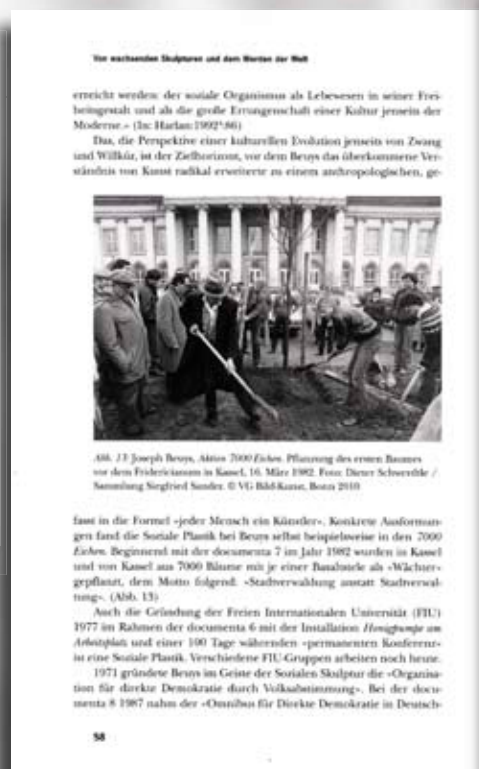 Von wachsenden Skulpturen und dem Werden der Welt
erreicht werden: der soziale Organismus als Lebewesen in seiner Frei-
heitsgestalt und als die große Errungenschaft einer Kultur jenseits der
Moderne.« (In: Harlan:1992⁴:86)
Das, die Perspektive einer kulturellen Evolution jenseits von Zwang
und Willkür, ist der Zielhorizont, vor dem Beuys das überkommene Ver-
ständnis von Kunst radikal erweiterte zu einem anthropologischen, ge-
Abb. 13 Joseph Beuys, Aktion 7000 Eichen. Pflanzung des ersten Baumes
vor dem Fridericianum in Kassel, 16. März 1982. Foto: Dieter Schwerdtle /
Sammlung Siegfried Sander. © VG Bild-Kunst, Bonn 2010
fasst in die Formel »jeder Mensch ein Künstler«. Konkrete Ausformun-
gen fand die Soziale Plastik bei Beuys selbst beispielsweise in den 7000
Eichen. Beginnend mit der documenta 7 im Jahr 1982 wurden in Kassel
und von Kassel aus 7000 Bäume mit je einer Basaltstele als »Wächter«
gepflanzt, dem Motto folgend: »Stadtverwaldung anstatt Stadtverwal-
tung«. (Abb. 13)
Auch die Gründung der Freien Internationalen Universität (FIU)
1977 im Rahmen der documenta 6 mit der Installation Honigpumpe am
Arbeitsplatz und einer 100 Tage währenden »permanenten Konferenz«
ist eine Soziale Plastik. Verschiedene FIU-Gruppen arbeiten noch heute.
1971 gründete Beuys im Geiste der Sozialen Skulptur die »Organisa-
tion für direkte Demokratie durch Volksabstimmung«. Bei der docu-
menta 8 1987 nahm der »Omnibus für Direkte Demokratie in Deutsch-
58